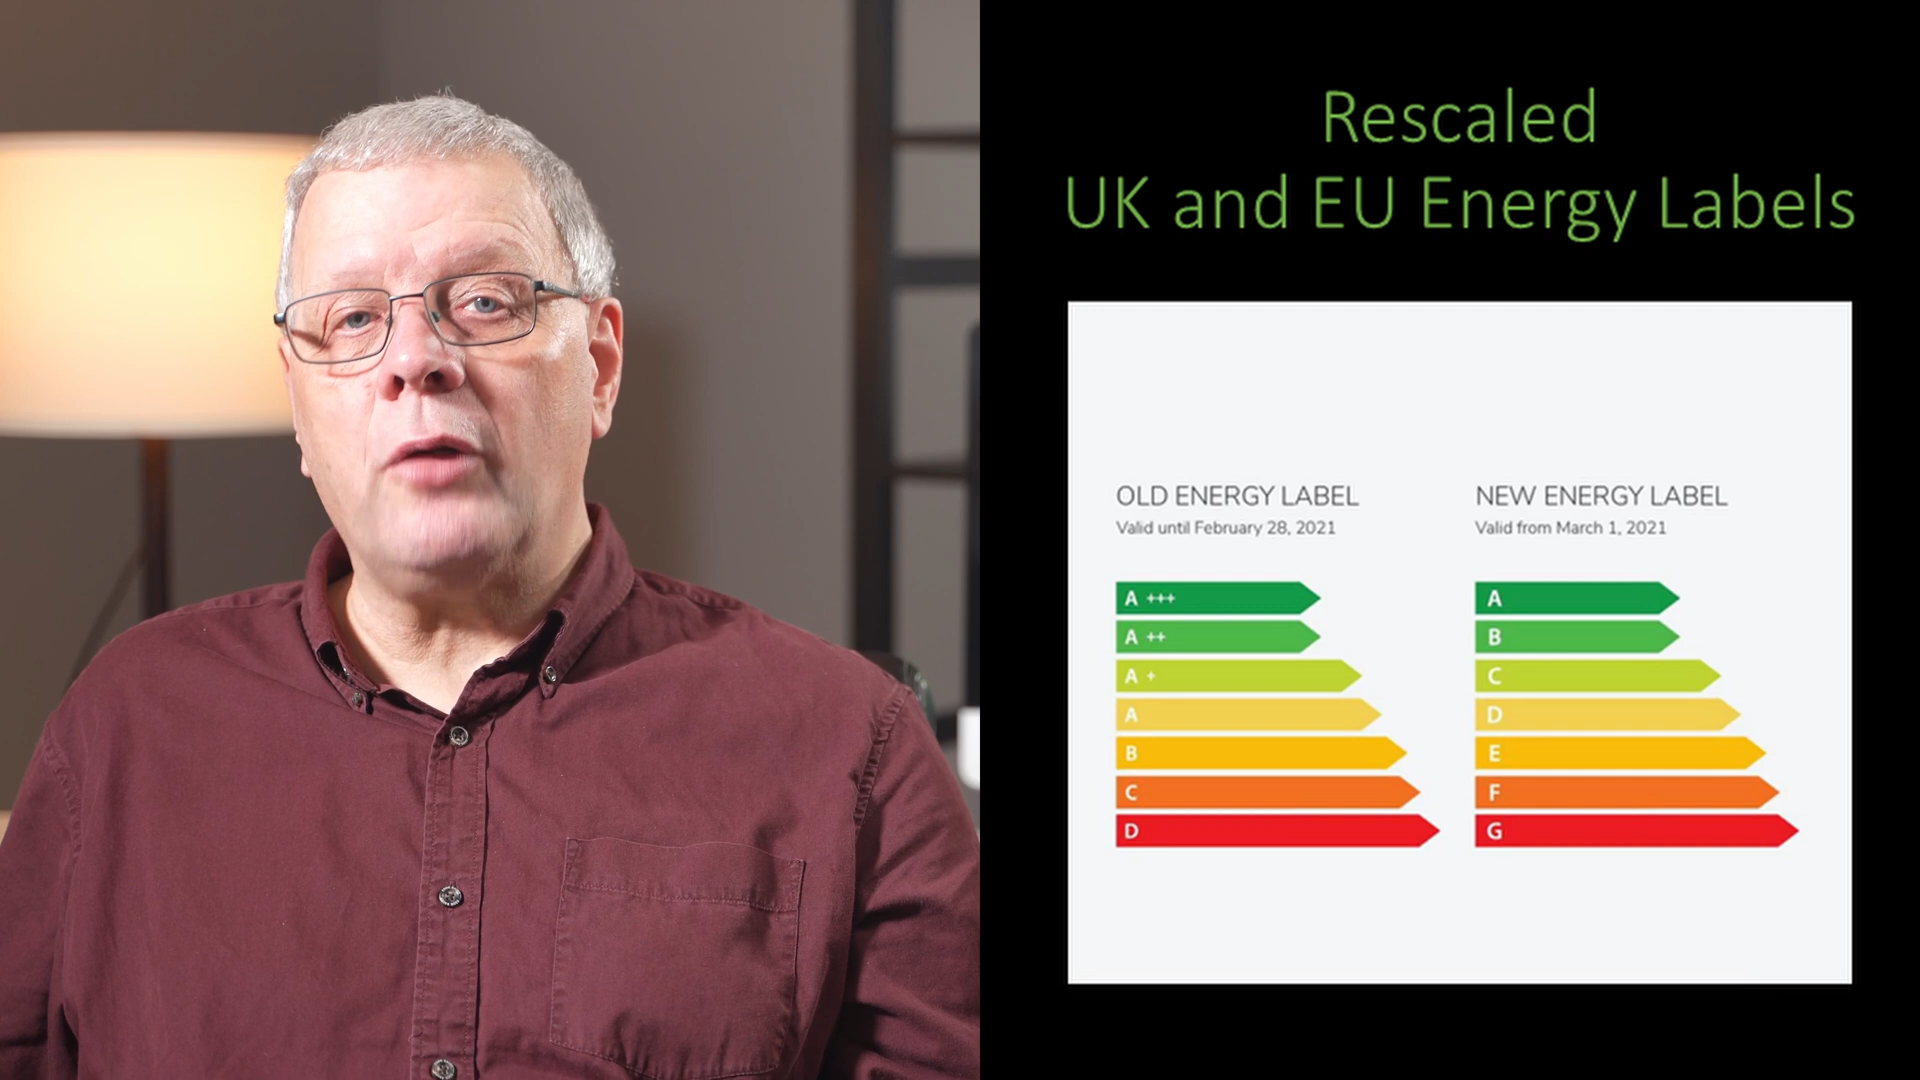 Rescaled
UK and EU Energy Labels
OLD ENERGY LABEL
Valid until February 28, 2021
A +++
A ++
A +
A
B
C
D
NEW ENERGY LABEL
Valid from March 1, 2021
A
B
C
D
E
F
G